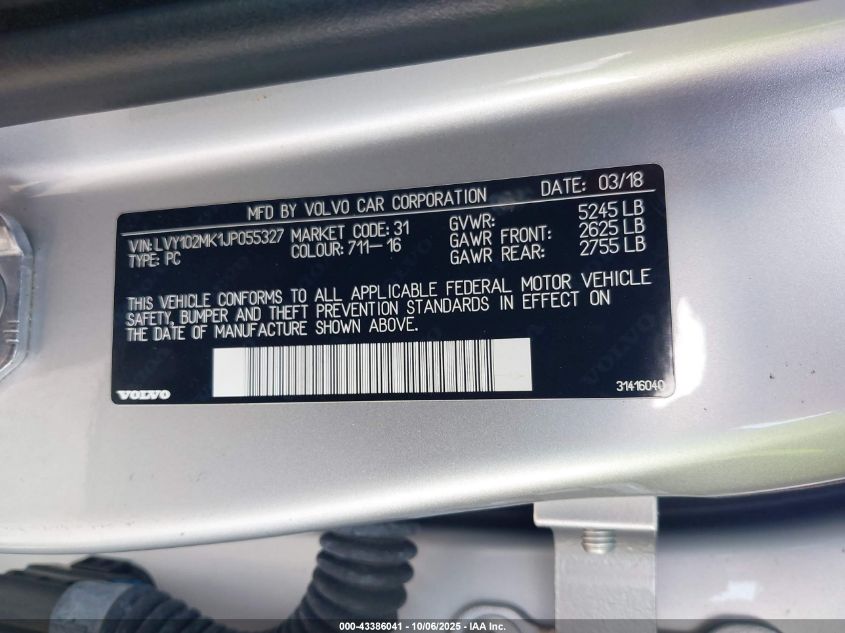 MFD BY VOLVO CAR CORPORATION DATE: 03/18
VIN: LVY102MK1JP055327 MARKET CODE: 31 GVWR: 5245 LB
TYPE: PC COLOUR: 711-16 GAWR FRONT: 2625 LB
GAWR REAR: 2755 LB
THIS VEHICLE CONFORMS TO ALL APPLICABLE FEDERAL MOTOR VEHICLE
SAFETY, BUMPER AND THEFT PREVENTION STANDARDS IN EFFECT ON
THE DATE OF MANUFACTURE SHOWN ABOVE.
VOLVO 31416040
000-43386041 - 10/06/2025 - IAA Inc.